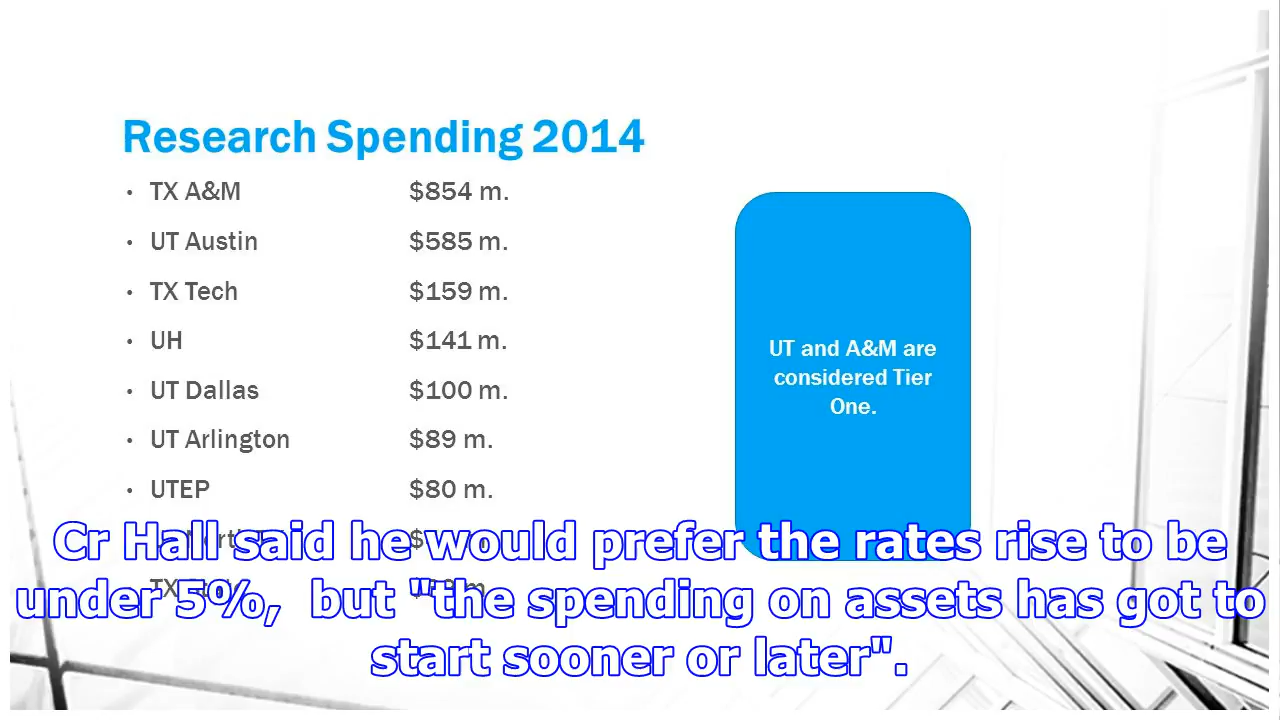 Research Spending 2014
• TX A&M $854 m.
• UT Austin $585 m.
• TX Tech $159 m.
• UH $141 m.
• UT Dallas $100 m.
• UT Arlington $89 m.
• UTEP $80 m.
UT and A&M are
considered Tier
One.
Cr Hall said he would prefer the rates rise to be
under 5%, but "the spending on assets has got to
start sooner or later".